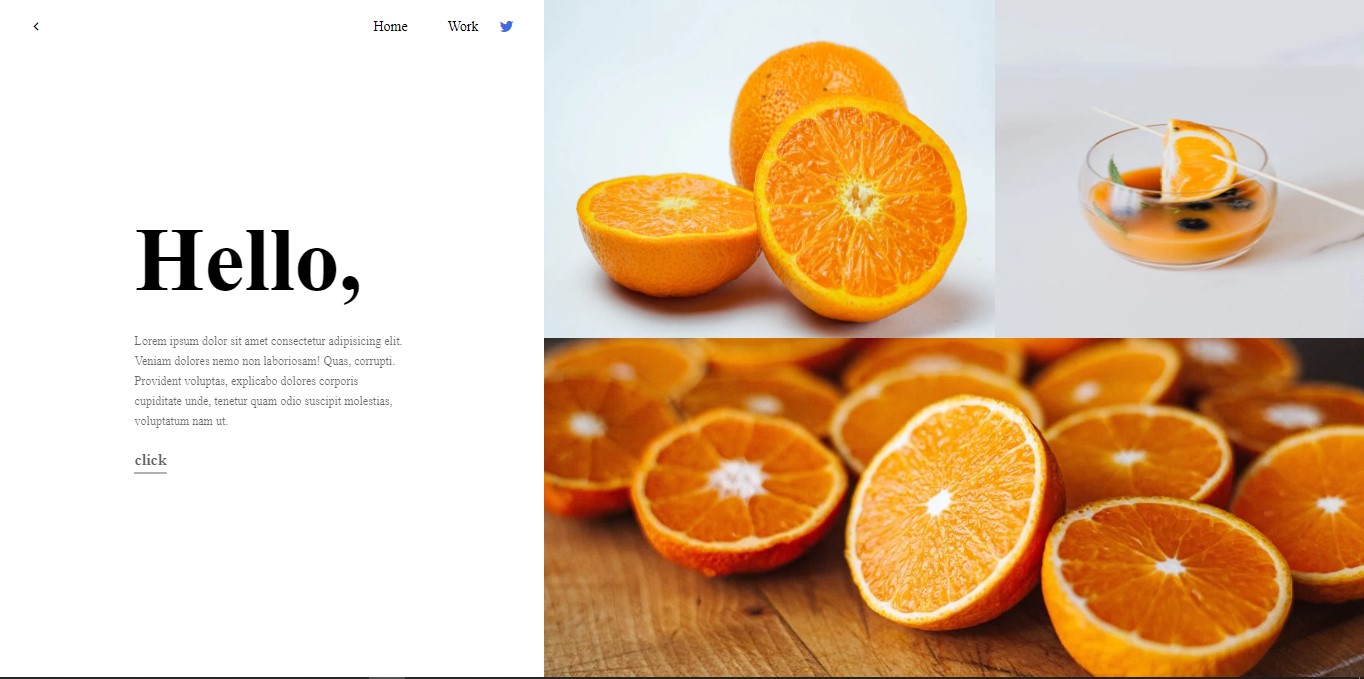 Home Work
Hello,
Lorem ipsum dolor sit amet consectetur adipisicing elit.
Veniam dolores nemo non laboriosam! Quas, corrupti.
Provident voluptas, explicabo dolores corporis
cupiditate unde, tenetur quam odio suscipit molestias,
voluptatum nam ut.
click